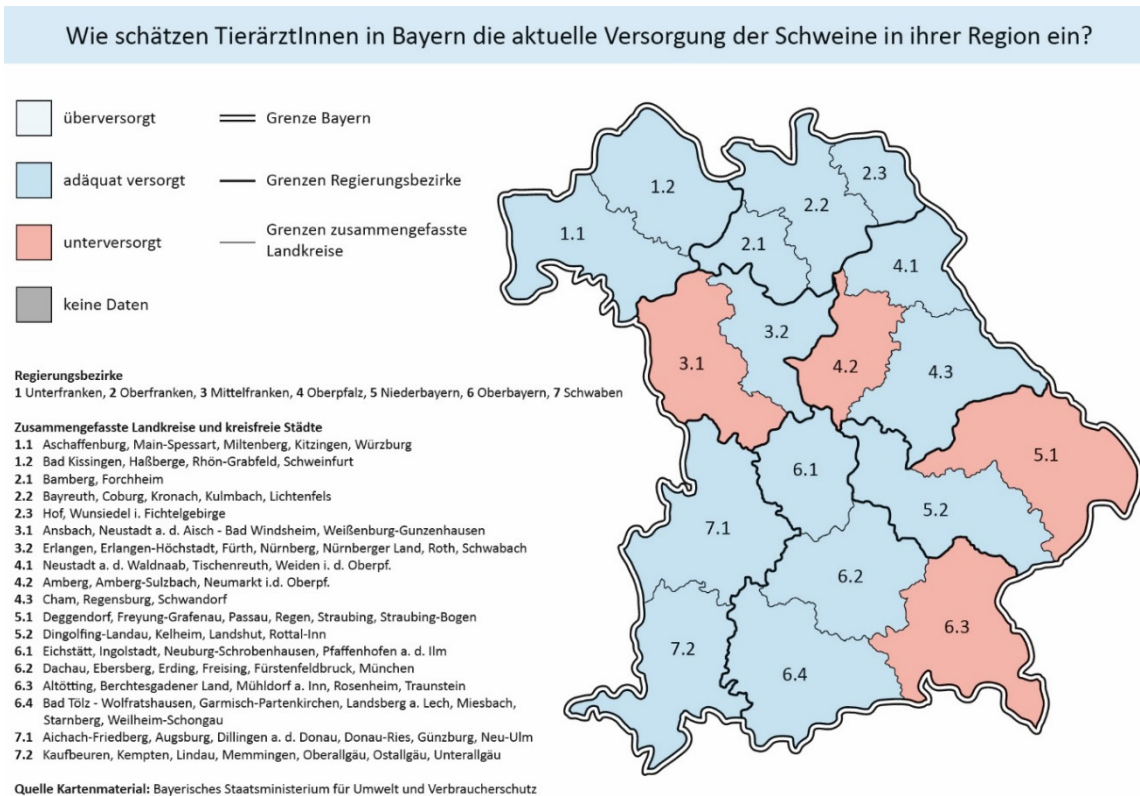 Wie schätzen TierärztInnen in Bayern die aktuelle Versorgung der Schweine in ihrer Region ein?
überversorgt
adäquat versorgt
unterversorgt
keine Daten
Grenze Bayern
Grenzen Regierungsbezirke
Grenzen zusammengefasste
Landkreise
Regierungsbezirke
1 Unterfranken, 2 Oberfranken, 3 Mittelfranken, 4 Oberpfalz, 5 Niederbayern, 6 Oberbayern, 7 Schwaben
Zusammengefasste Landkreise und kreisfreie Städte
1.1 Aschaffenburg, Main-Spessart, Miltenberg, Kitzingen, Würzburg
1.2 Bad Kissingen, Haßberge, Rhön-Grabfeld, Schweinfurt
2.1 Bamberg, Forchheim
2.2 Bayreuth, Coburg, Kronach, Kulmbach, Lichtenfels
2.3 Hof, Wunsiedel i. Fichtelgebirge
3.1 Ansbach, Neustadt a. d. Aisch - Bad Windsheim, Weißenburg-Gunzenhausen
3.2 Erlangen, Erlangen-Höchstadt, Fürth, Nürnberg, Nürnberger Land, Roth, Schwabach
4.1 Neustadt a. d. Waldnaab, Tischenreuth, Weiden i. d. Oberpf.
4.2 Amberg, Amberg-Sulzbach, Neumarkt i.d. Oberpf.
4.3 Cham, Regensburg, Schwandorf
5.1 Deggendorf, Freyung-Grafenau, Passau, Regen, Straubing, Straubing-Bogen
5.2 Dingolfing-Landau, Kelheim, Landshut, Rottal-Inn
6.1 Eichstätt, Ingolstadt, Neuburg-Schrobenhausen, Pfaffenhofen a. d. Ilm
6.2 Dachau, Ebersberg, Erding, Freising, Fürstenfeldbruck, München
6.3 Altötting, Berchtesgadener Land, Mühldorf a. Inn, Rosenheim, Traunstein
6.4 Bad Tölz - Wolfratshausen, Garmisch-Partenkirchen, Landsberg a. Lech, Miesbach,
Starnberg, Weilheim-Schongau
7.1 Aichach-Friedberg, Augsburg, Dillingen a. d. Donau, Donau-Ries, Günzburg, Neu-Ulm
7.2 Kaufbeuren, Kempten, Lindau, Memmingen, Oberallgäu, Ostallgäu, Unterallgäu
Quelle Kartenmaterial: Bayerisches Staatsministerium für Umwelt und Verbraucherschutz
2.3
1.2
2.2
1.1
2.1
4.1
3.2
3.1
4.2
4.3
5.1
6.1
5.2
7.1
6.2
6.3
7.2
6.4